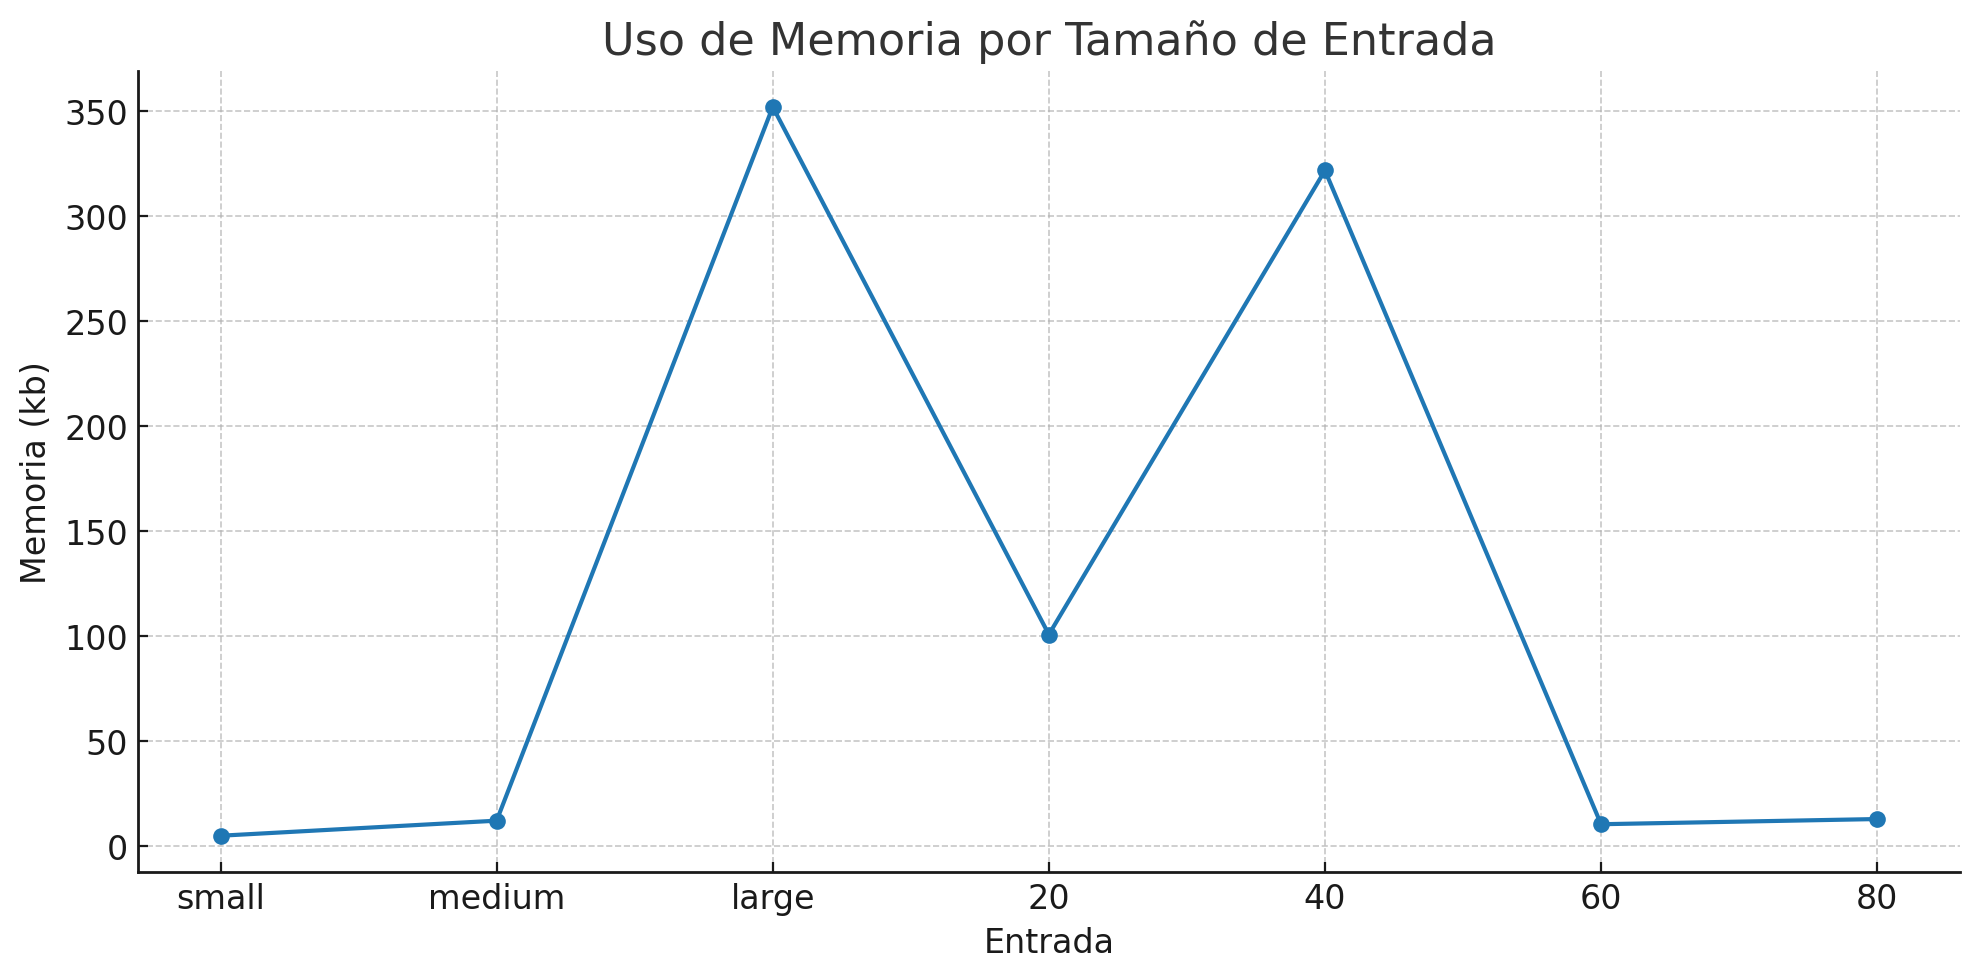 Uso de Memoria por Tamaño de Entrada
Memoria (kb)
350
300
250
200
150
100
50
0
small medium large 20 40 60 80
Entrada